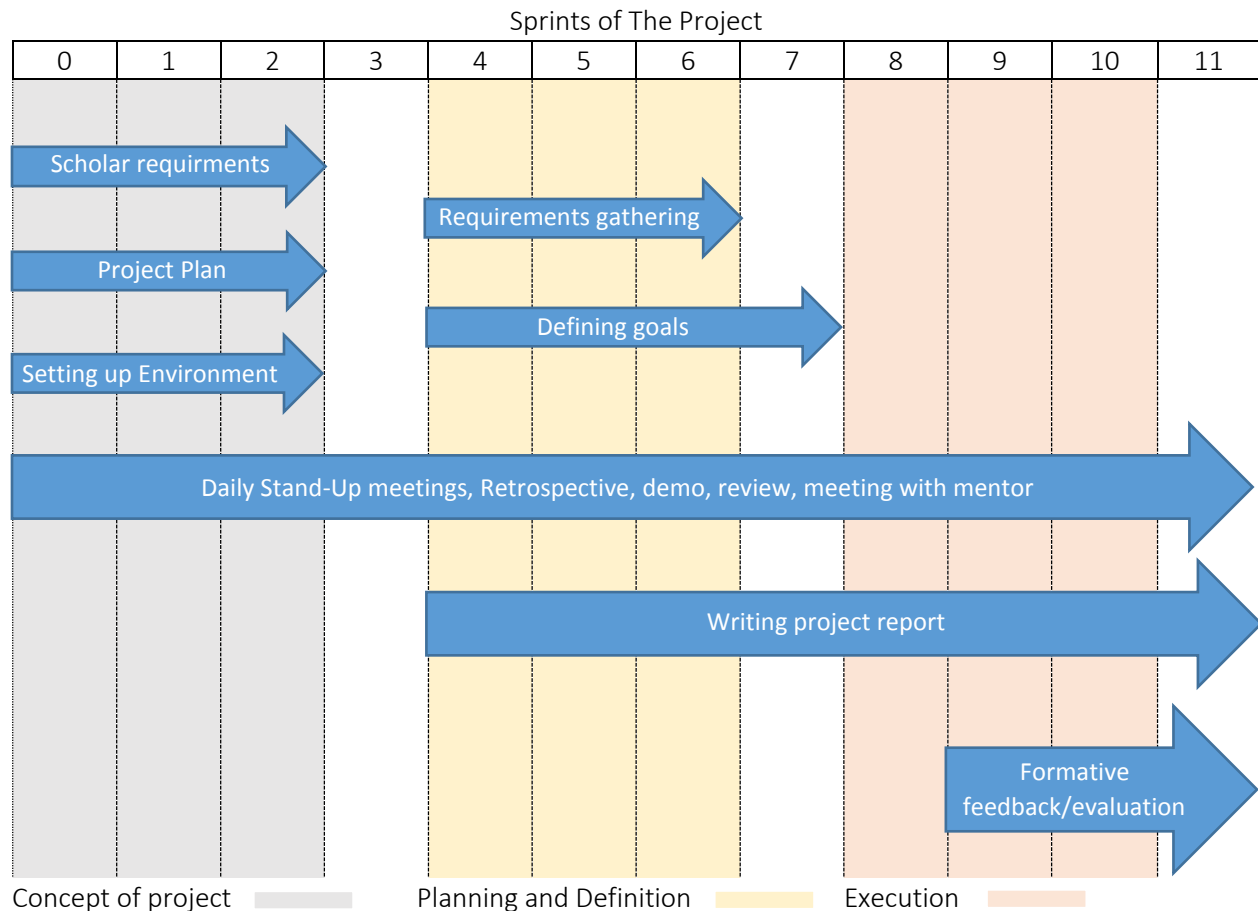 Sprints of The Project
0 1 2 3 4 5 6 7 8 9 10 11
Scholar requirments
Requirements gathering
Project Plan
Defining goals
Setting up Environment
Daily Stand-Up meetings, Retrospective, demo, review, meeting with mentor
Writing project report
Formative
feedback/evaluation
Concept of project Planning and Definition Execution